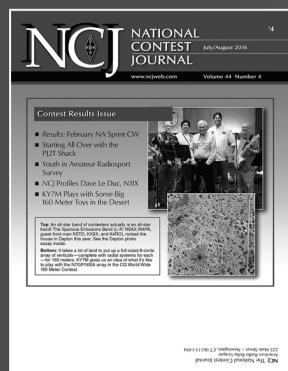 NCJ
NATIONAL
CONTEST
JOURNAL
July/August 2016
$4
www.ncjweb.com
Volume 44 Number 4
Contest Results Issue
■ Results: February NA Sprint CW
■ Starting All Over with the
PJ2T Shack
■ Youth in Amateur Radiosport
Survey
■ NCJ Profiles Dave Le Duc, N1IX
■ KY7M Plays with Some Big
160 Meter Toys in the Desert
Top: An all-star band of contesters actually is an all-star
band! The Spurious Emissions Band (L-R: N0AX, W4PA,
guest front man K0TO, KX9X, and K4RO), rocked the
house in Dayton this year. See the Dayton photo
essay inside.
Bottom: It takes a lot of land to put up a full-sized 8-circle
array of verticals—complete with radial systems for each
—for 160 meters. KY7M gives us an idea of what it's like
to play with the N7GP/N5IA array in the CQ World Wide
160 Meter Contest.
NCJ: The National Contest Journal
American Radio Relay League
225 Main Street • Newington, CT 06111-1494